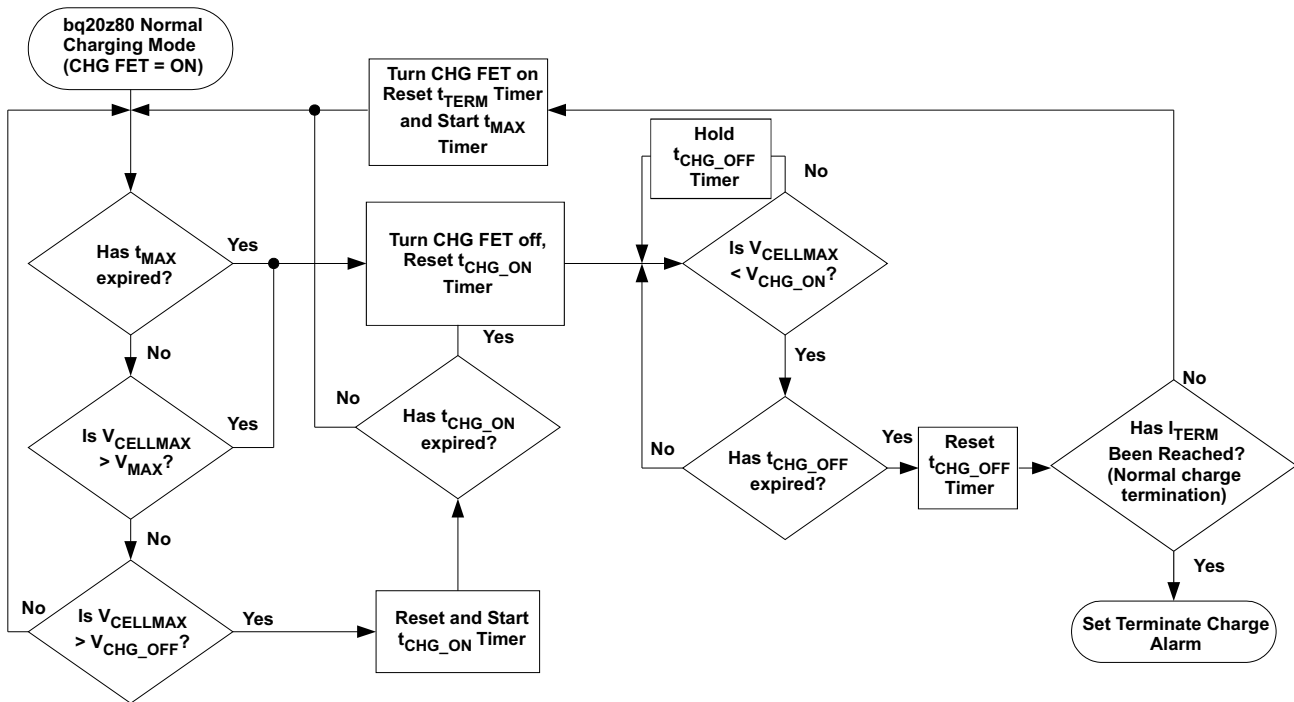 bq20z80 Normal
Charging Mode
(CHG FET = ON)
Turn CHG FET on
Reset tTERM Timer
and Start tMAX
Timer
Hold
tCHG_OFF
Timer
No
Has tMAX
expired?
Yes
Turn CHG FET off,
Reset tCHG_ON
Timer
Is VCELLMAX
< VCHG_ON?
No
Yes
Yes
Is VCELLMAX
> VMAX?
Yes
No
Has tCHG_ON
expired?
No
Has tCHG_OFF
expired?
Yes
Reset
tCHG_OFF
Timer
No
Has ITERM
Been Reached?
(Normal charge
termination)
No
Yes
No
Is VCELLMAX
> VCHG_OFF?
Yes
Reset and Start
tCHG_ON Timer
Set Terminate Charge
Alarm